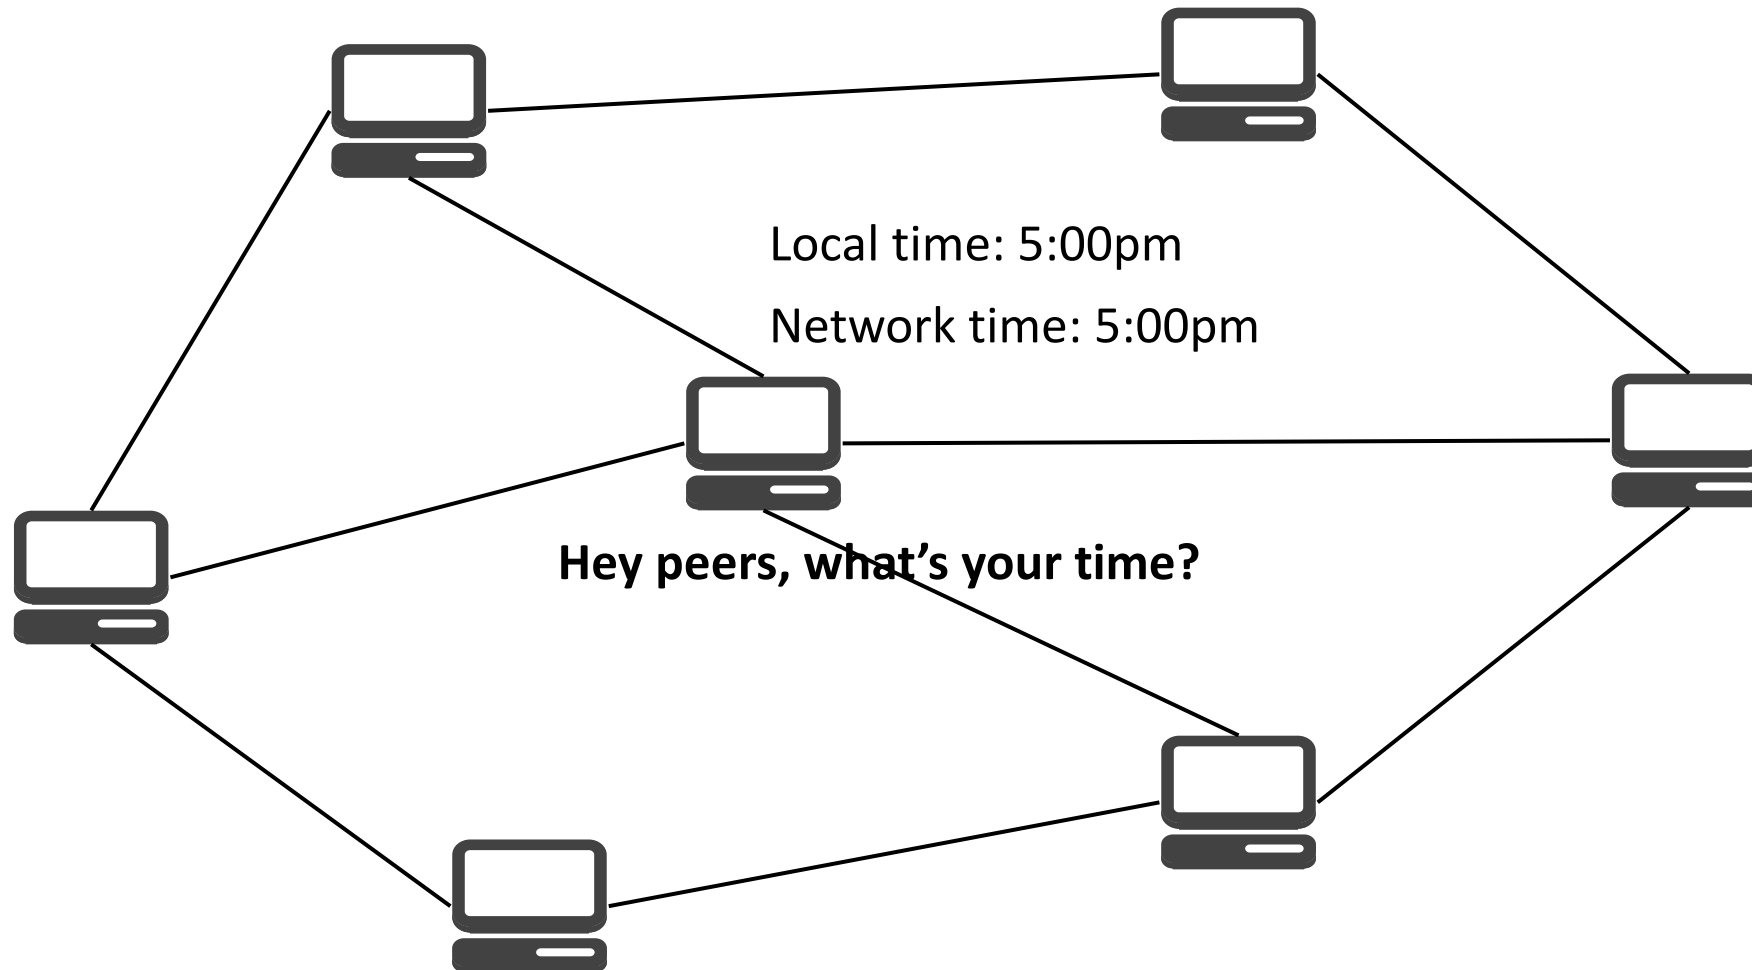 Local time: 5:00pm
Network time: 5:00pm
Hey peers, what’s your time?